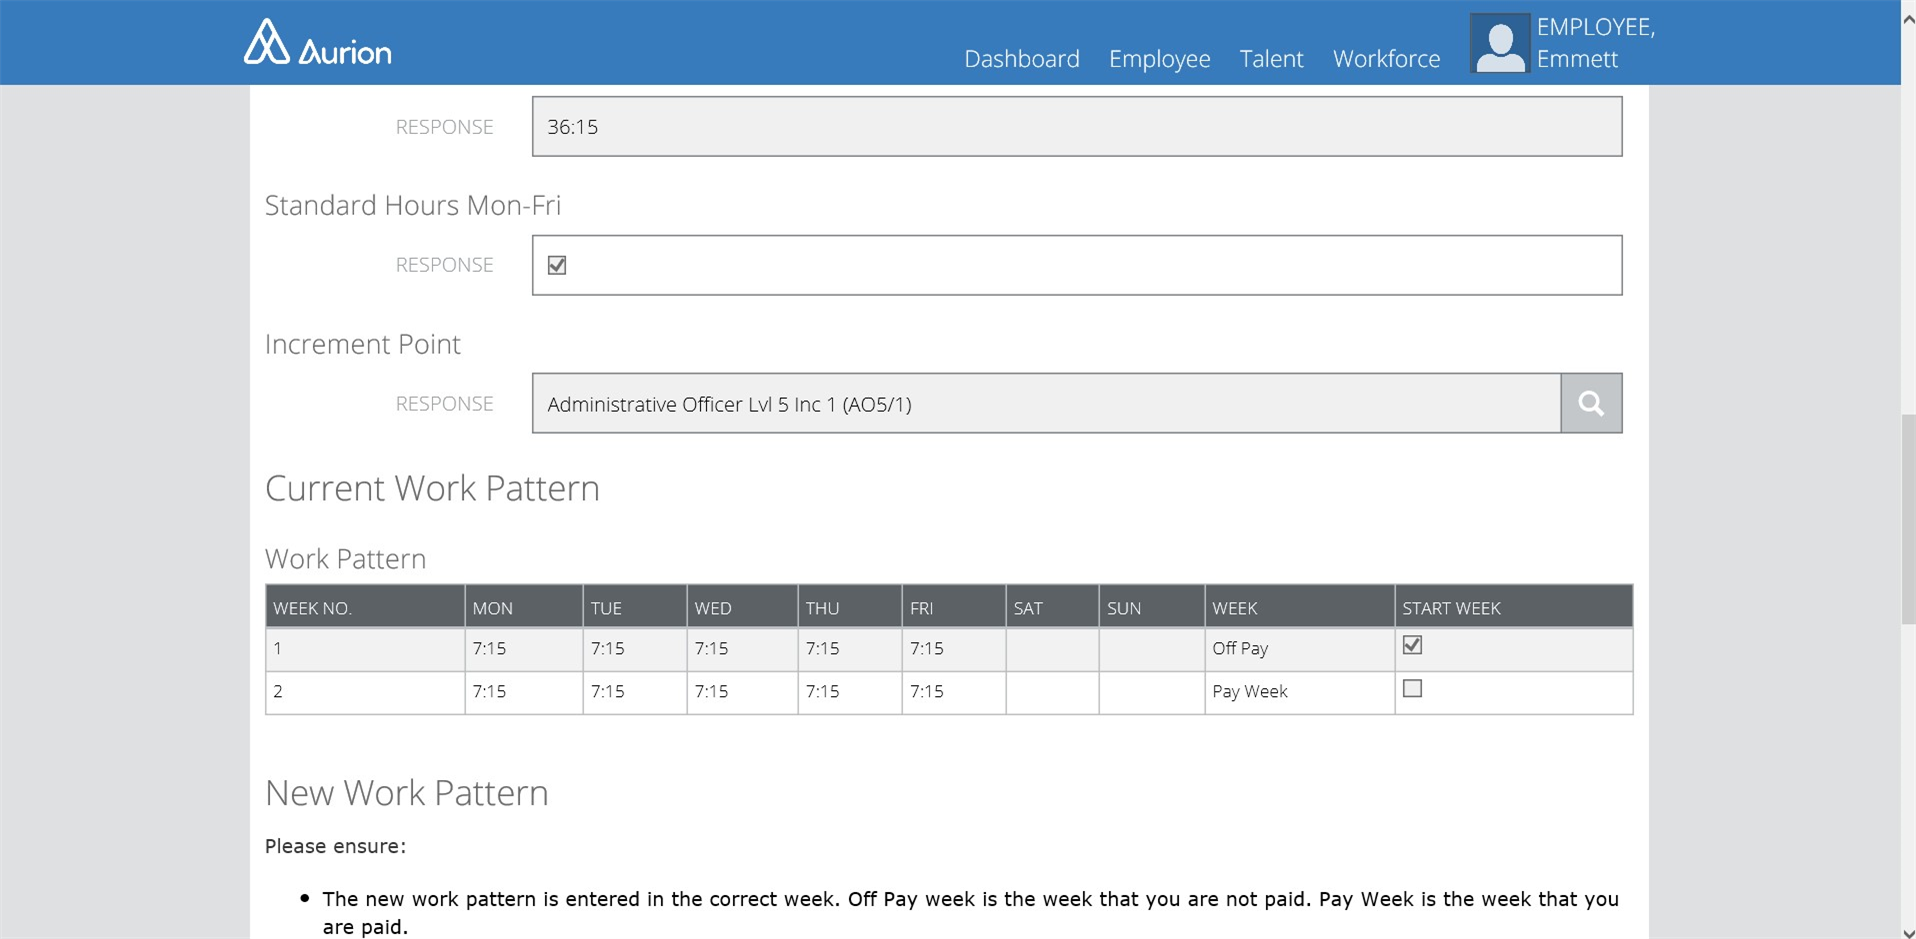 Aurion
Dashboard Employee Talent Workforce
EMPLOYEE,
Emmett
RESPONSE 36:15
Standard Hours Mon-Fri
RESPONSE
Increment Point
RESPONSE Administrative Officer Lvl 5 Inc 1 (AO5/1)
Current Work Pattern
Work Pattern
WEEK NO. MON TUE WED THU FRI SAT SUN WEEK START WEEK
1 7:15 7:15 7:15 7:15 7:15 Off Pay
2 7:15 7:15 7:15 7:15 7:15 Pay Week
New Work Pattern
Please ensure:
• The new work pattern is entered in the correct week. Off Pay week is the week that you are not paid. Pay Week is the week that you
are paid.